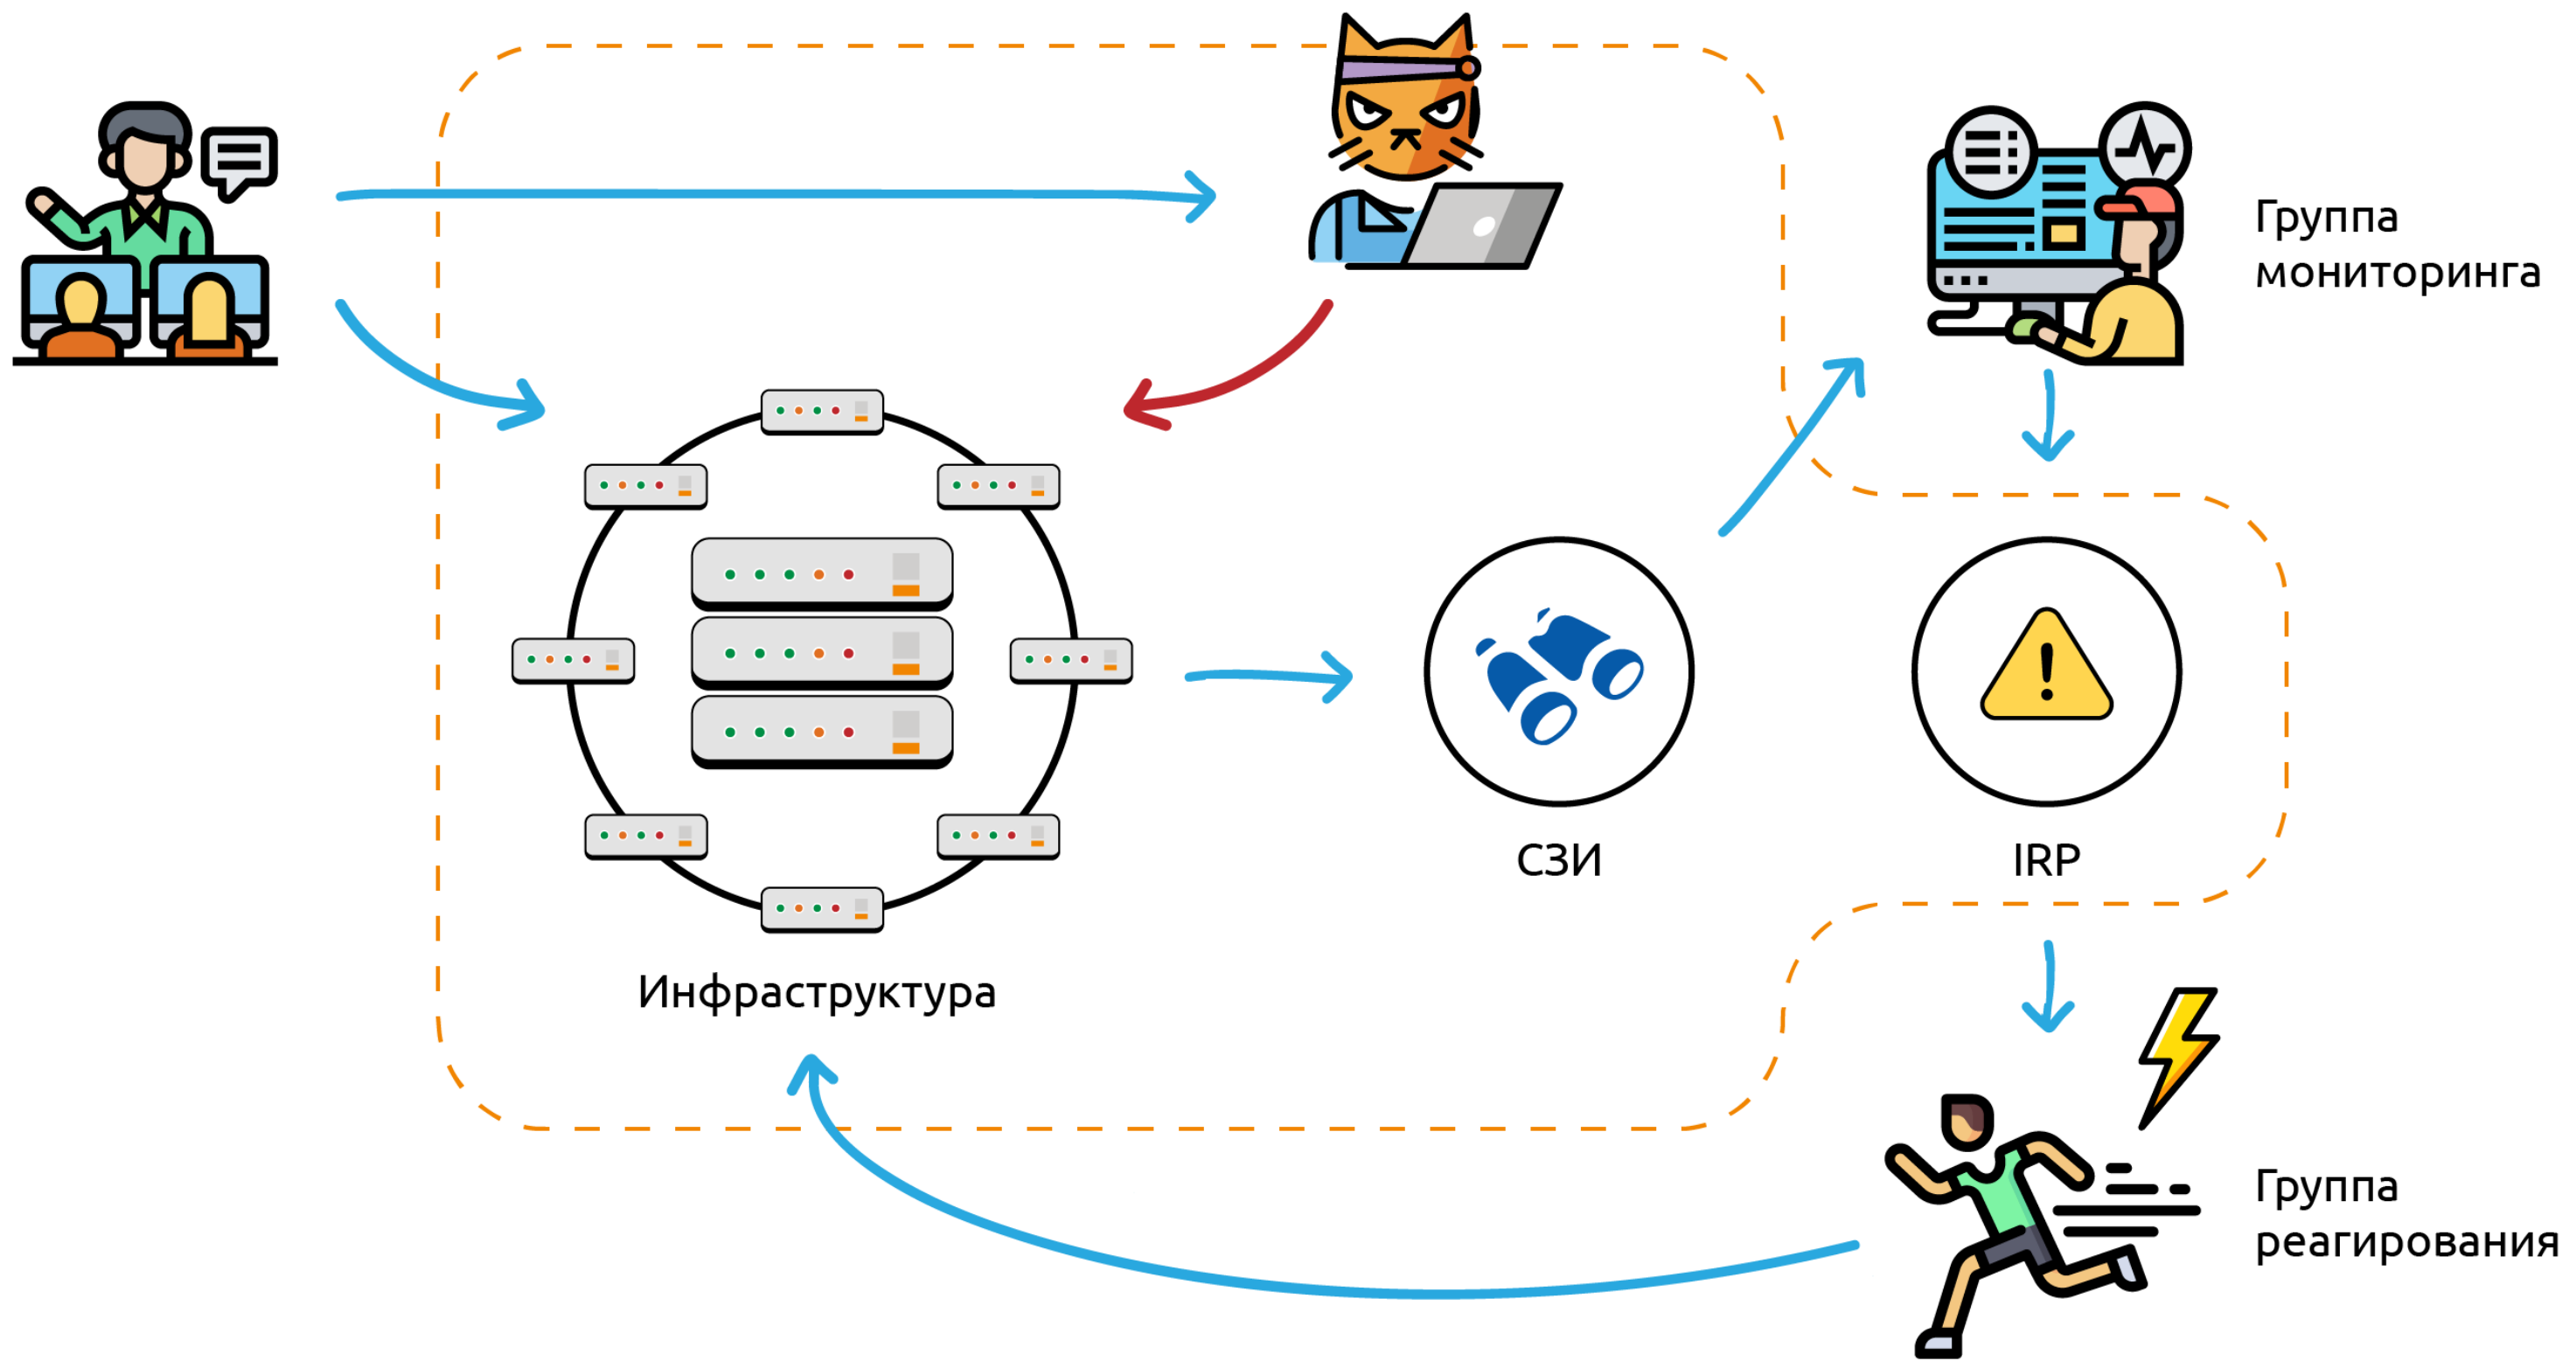 Группа
мониторинга
СЗИ
IRP
Инфраструктура
Группа
реагирования